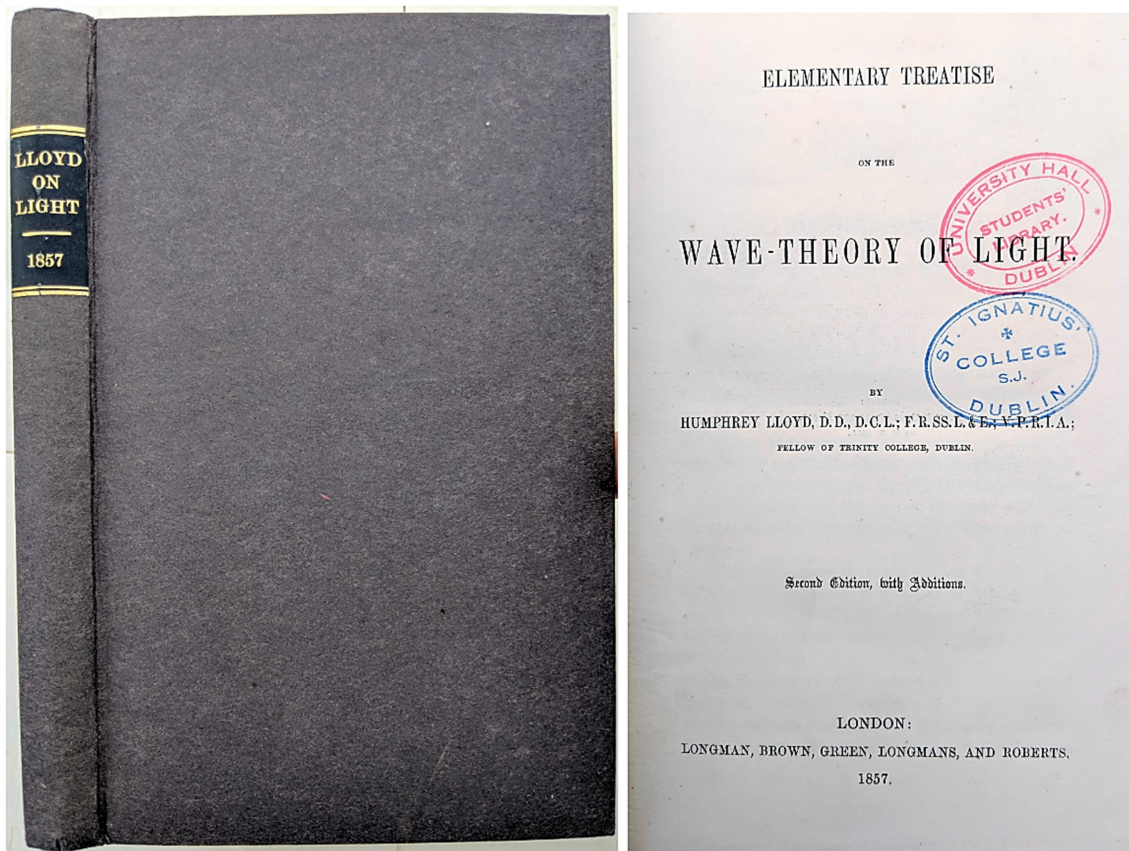 LLOYD
ON
LIGHT
1857
ELEMENTARY TREATISE
ON THE
WAVE-THEORY OF LIGHT.
UNIVERSITY HALL
STUDENTS'
LIBRARY.
DUBLIN
ST. IGNATIUS'
COLLEGE
S.J.
DUBLIN.
BY
HUMPHREY LLOYD, D.D., D.C.L.; F.R.SS.L. & E.; V.P.R.I.A.;
FELLOW OF TRINITY COLLEGE, DUBLIN.
Second Edition, with Additions.
LONDON:
LONGMAN, BROWN, GREEN, LONGMANS, AND ROBERTS.
1857.